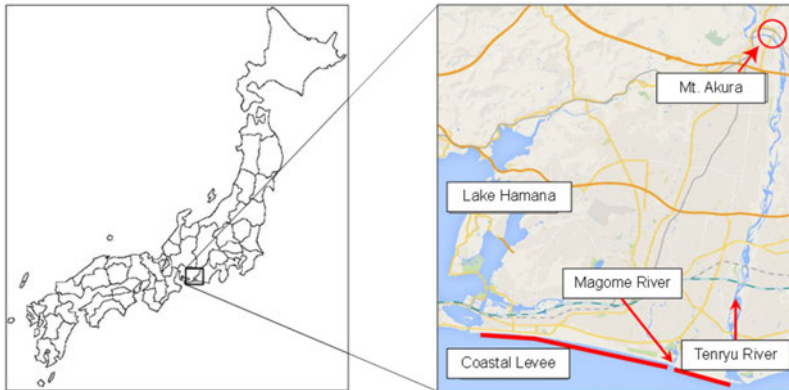 Mt. Akura
Lake Hamana
Magome River
Coastal Levee
Tenryu River